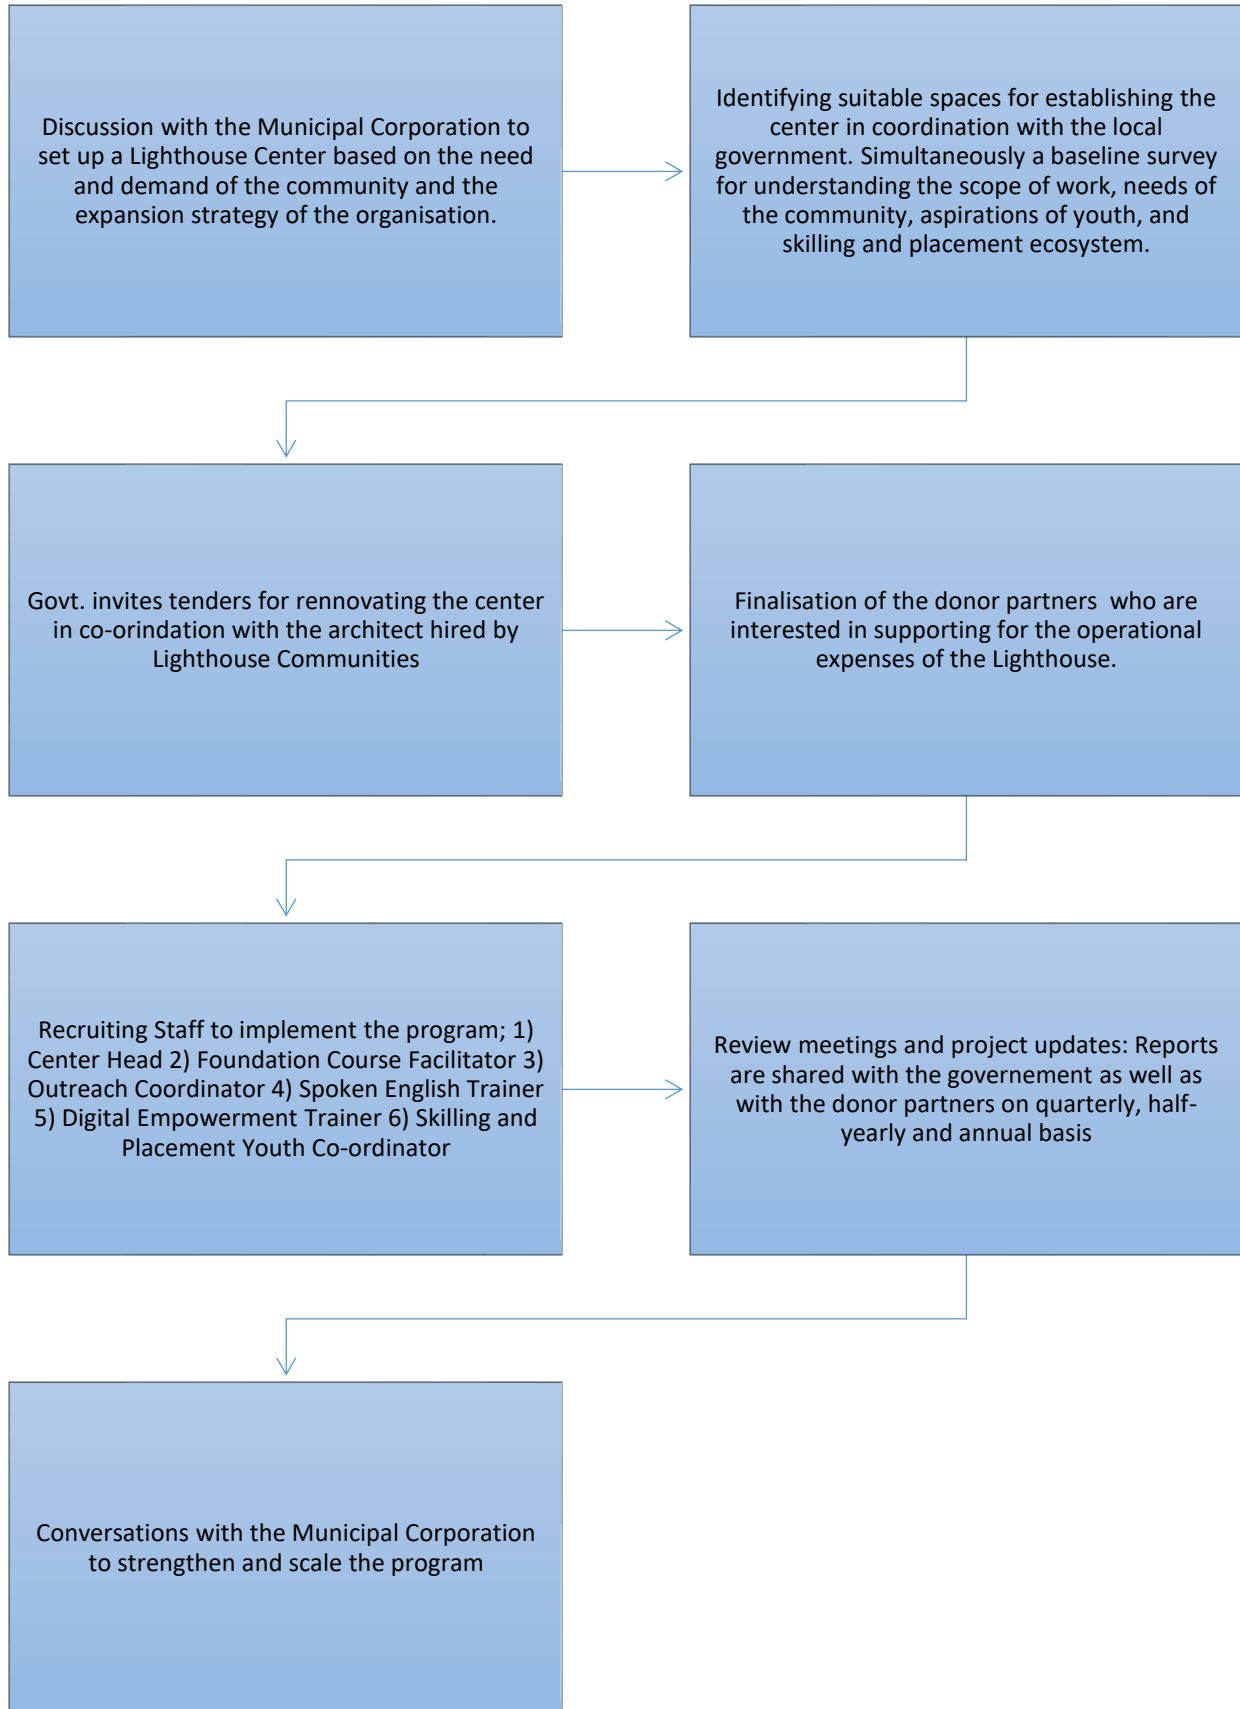 Discussion with the Municipal Corporation to
set up a Lighthouse Center based on the need
and demand of the community and the
expansion strategy of the organisation.
Identifying suitable spaces for establishing the
center in coordination with the local
government. Simultaneously a baseline survey
for understanding the scope of work, needs of
the community, aspirations of youth, and
skilling and placement ecosystem.
Govt. invites tenders for rennovating the center
in co-orindation with the architect hired by
Lighthouse Communities
Finalisation of the donor partners who are
interested in supporting for the operational
expenses of the Lighthouse.
Recruiting Staff to implement the program; 1)
Center Head 2) Foundation Course Facilitator 3)
Outreach Coordinator 4) Spoken English Trainer
5) Digital Empowerment Trainer 6) Skilling and
Placement Youth Co-ordinator
Review meetings and project updates: Reports
are shared with the governement as well as
with the donor partners on quarterly, half-
yearly and annual basis
Conversations with the Municipal Corporation
to strengthen and scale the program